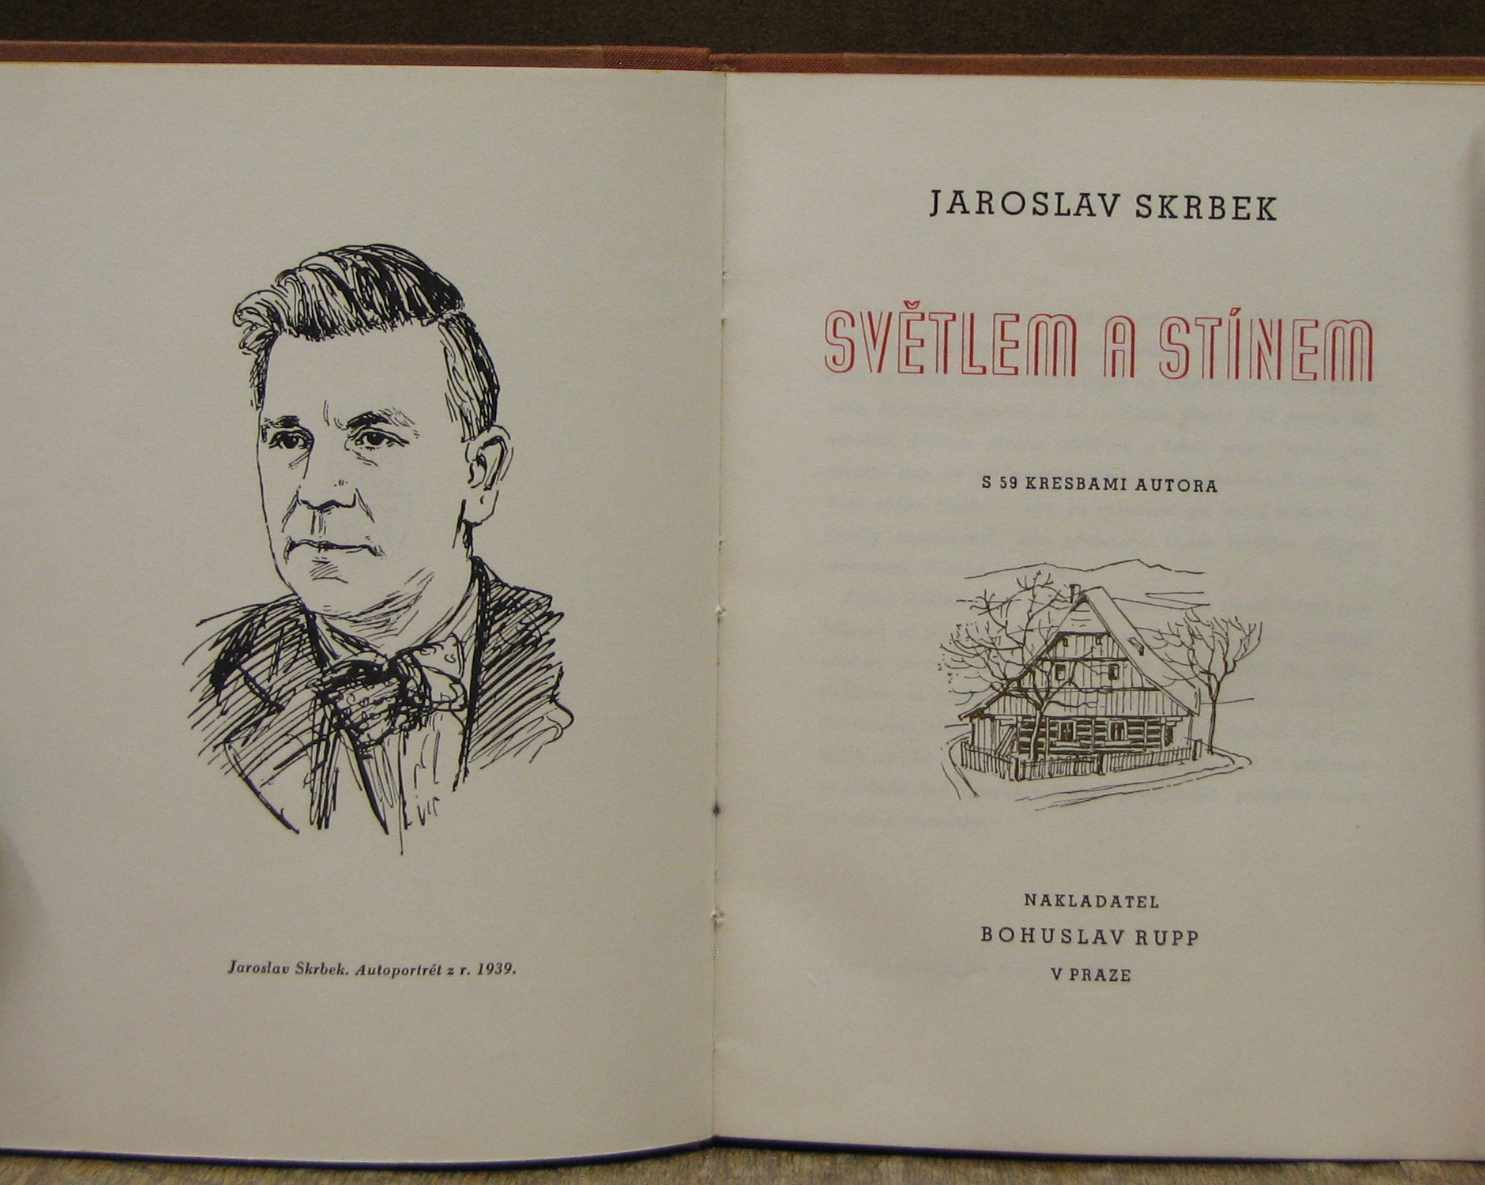 Jaroslav Skrbek. Autoportrét z r. 1939.
JAROSLAV SKRBEK
SVĚTLEM A STÍNEM
S 59 KRESBAMI AUTORA
NAKLADATEL
BOHUSLAV RUPP
V PRAZE